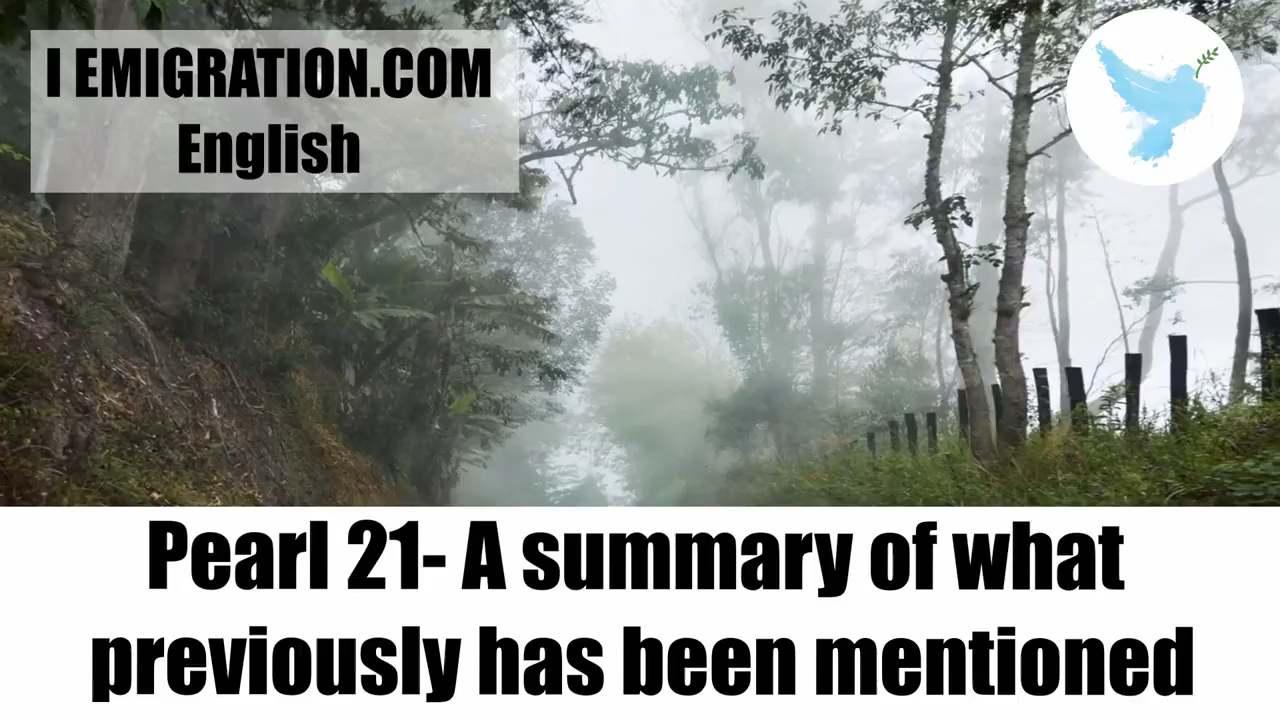 I EMIGRATION.COM
English
Pearl 21- A summary of what
previously has been mentioned